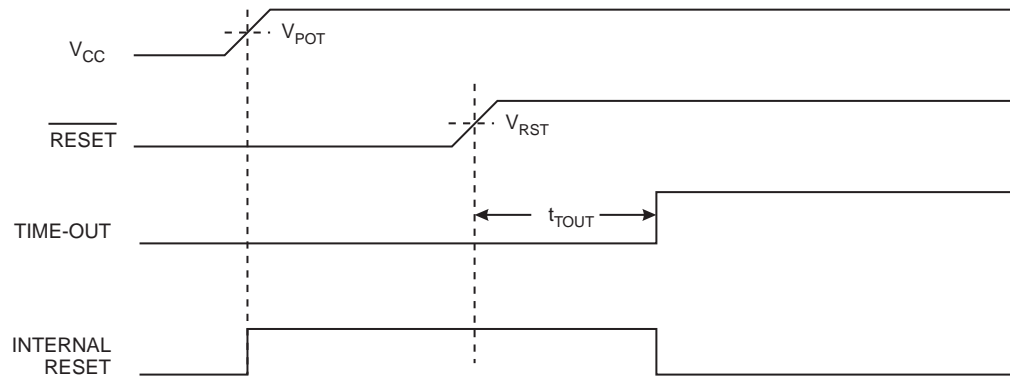 VCC
VPOT
RESET
VRST
TIME-OUT
tTOUT
INTERNAL
RESET